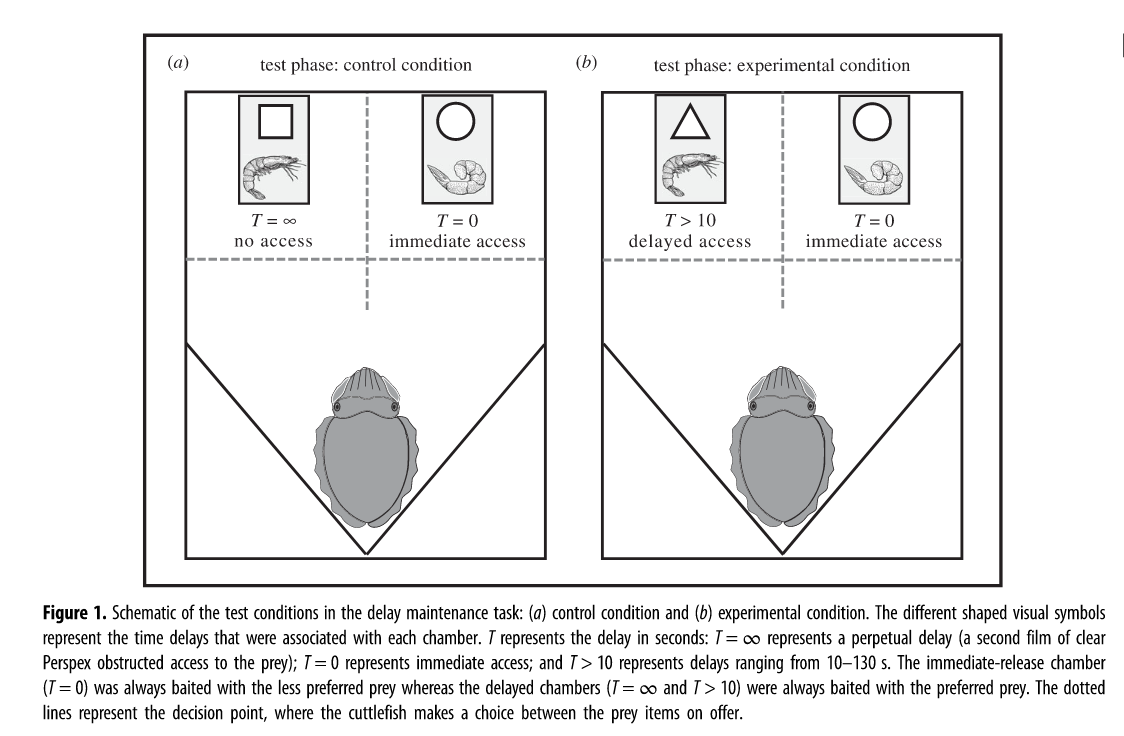 (a) test phase: control condition
(b) test phase: experimental condition
T = ∞
no access
T = 0
immediate access
T > 10
delayed access
T = 0
immediate access
Figure 1. Schematic of the test conditions in the delay maintenance task: (a) control condition and (b) experimental condition. The different shaped visual symbols
represent the time delays that were associated with each chamber. T represents the delay in seconds: T = ∞ represents a perpetual delay (a second film of clear
Perspex obstructed access to the prey); T = 0 represents immediate access; and T > 10 represents delays ranging from 10–130 s. The immediate-release chamber
(T = 0) was always baited with the less preferred prey whereas the delayed chambers (T = ∞ and T > 10) were always baited with the preferred prey. The dotted
lines represent the decision point, where the cuttlefish makes a choice between the prey items on offer.